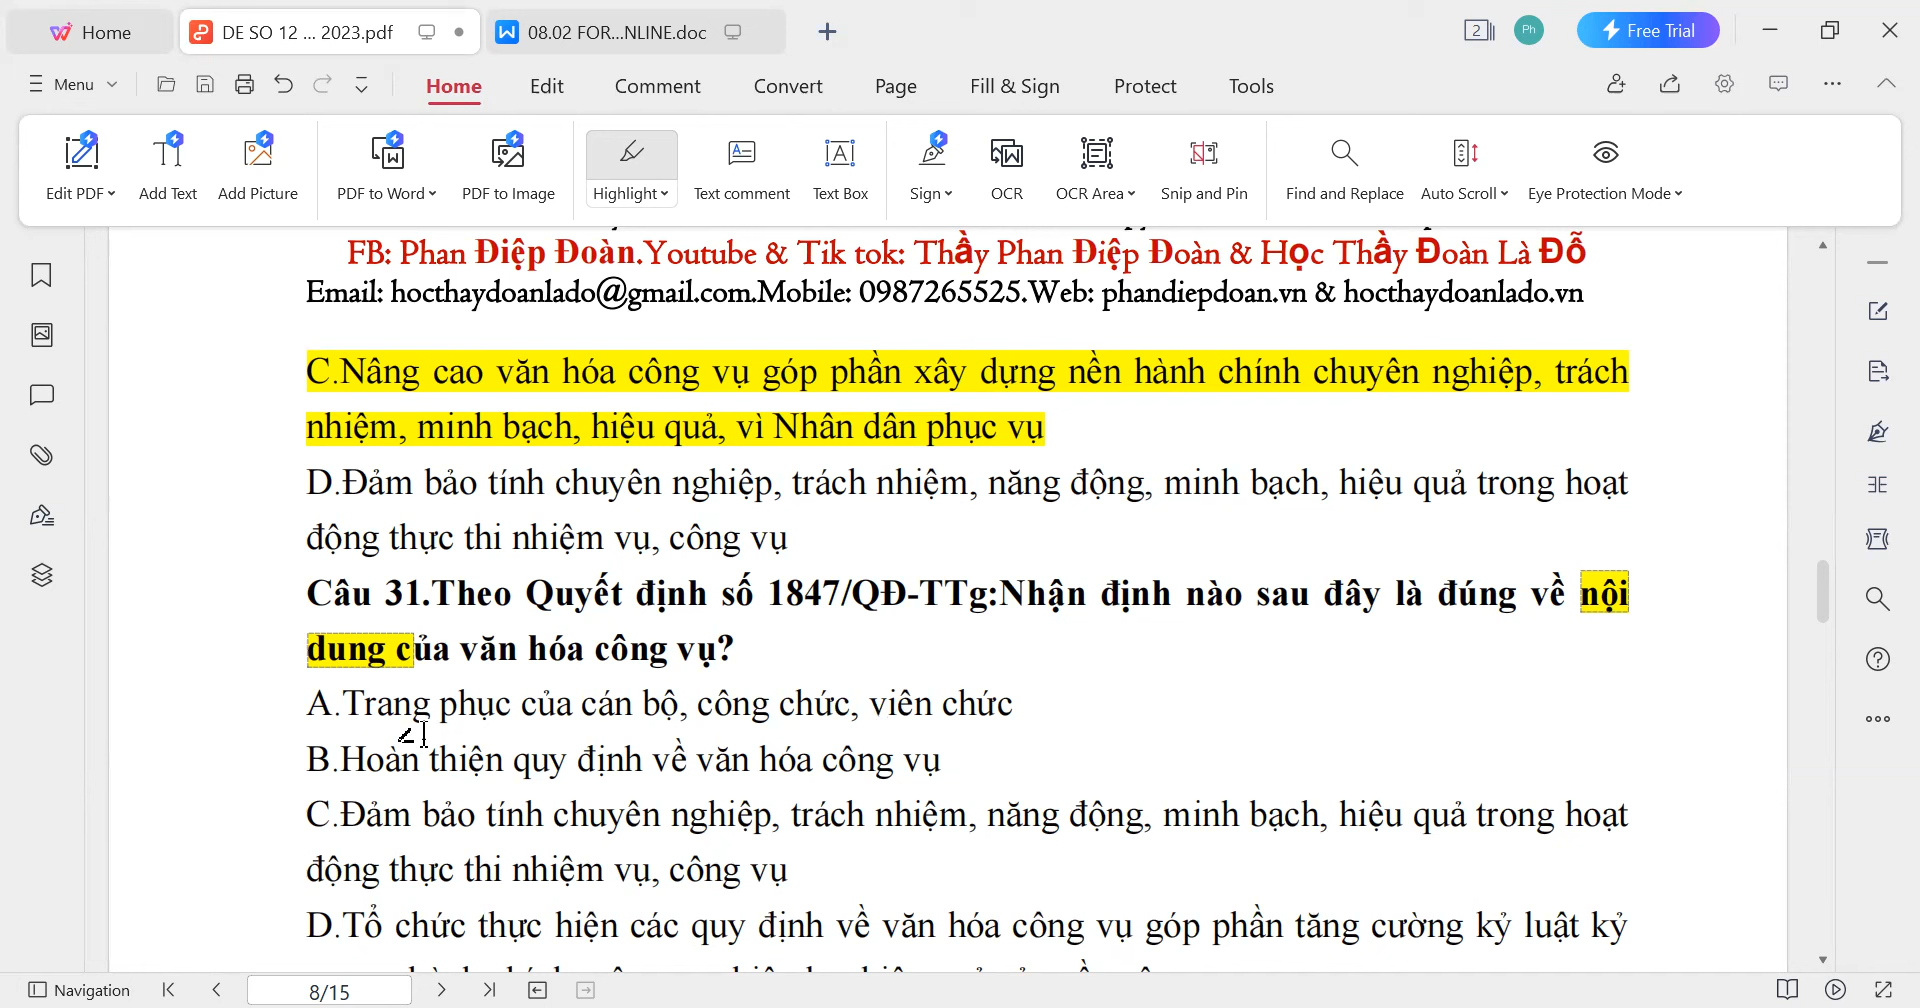 Home
DE SO 12 ... 2023.pdf
08.02 FOR...NLINE.doc
2
Ph
Free Trial
Menu
Home
Edit
Comment
Convert
Page
Fill & Sign
Protect
Tools
Edit PDF
Add Text
Add Picture
PDF to Word
PDF to Image
Highlight
Text comment
Text Box
Sign
OCR
OCR Area
Snip and Pin
Find and Replace
Auto Scroll
Eye Protection Mode
FB: Phan Điệp Đoàn.Youtube & Tik tok: Thầy Phan Điệp Đoàn & Học Thầy Đoàn Là Đỗ
Email: hocthaydoanlado@gmail.com.Mobile: 0987265525.Web: phandiepdoan.vn & hocthaydoanlado.vn
C.Nâng cao văn hóa công vụ góp phần xây dựng nền hành chính chuyên nghiệp, trách
nhiệm, minh bạch, hiệu quả, vì Nhân dân phục vụ
D.Đảm bảo tính chuyên nghiệp, trách nhiệm, năng động, minh bạch, hiệu quả trong hoạt
động thực thi nhiệm vụ, công vụ
Câu 31.Theo Quyết định số 1847/QĐ-TTg:Nhận định nào sau đây là đúng về nội
dung của văn hóa công vụ?
A.Trang phục của cán bộ, công chức, viên chức
B.Hoàn thiện quy định về văn hóa công vụ
C.Đảm bảo tính chuyên nghiệp, trách nhiệm, năng động, minh bạch, hiệu quả trong hoạt
động thực thi nhiệm vụ, công vụ
D.Tổ chức thực hiện các quy định về văn hóa công vụ góp phần tăng cường kỷ luật kỷ
Navigation
8/15